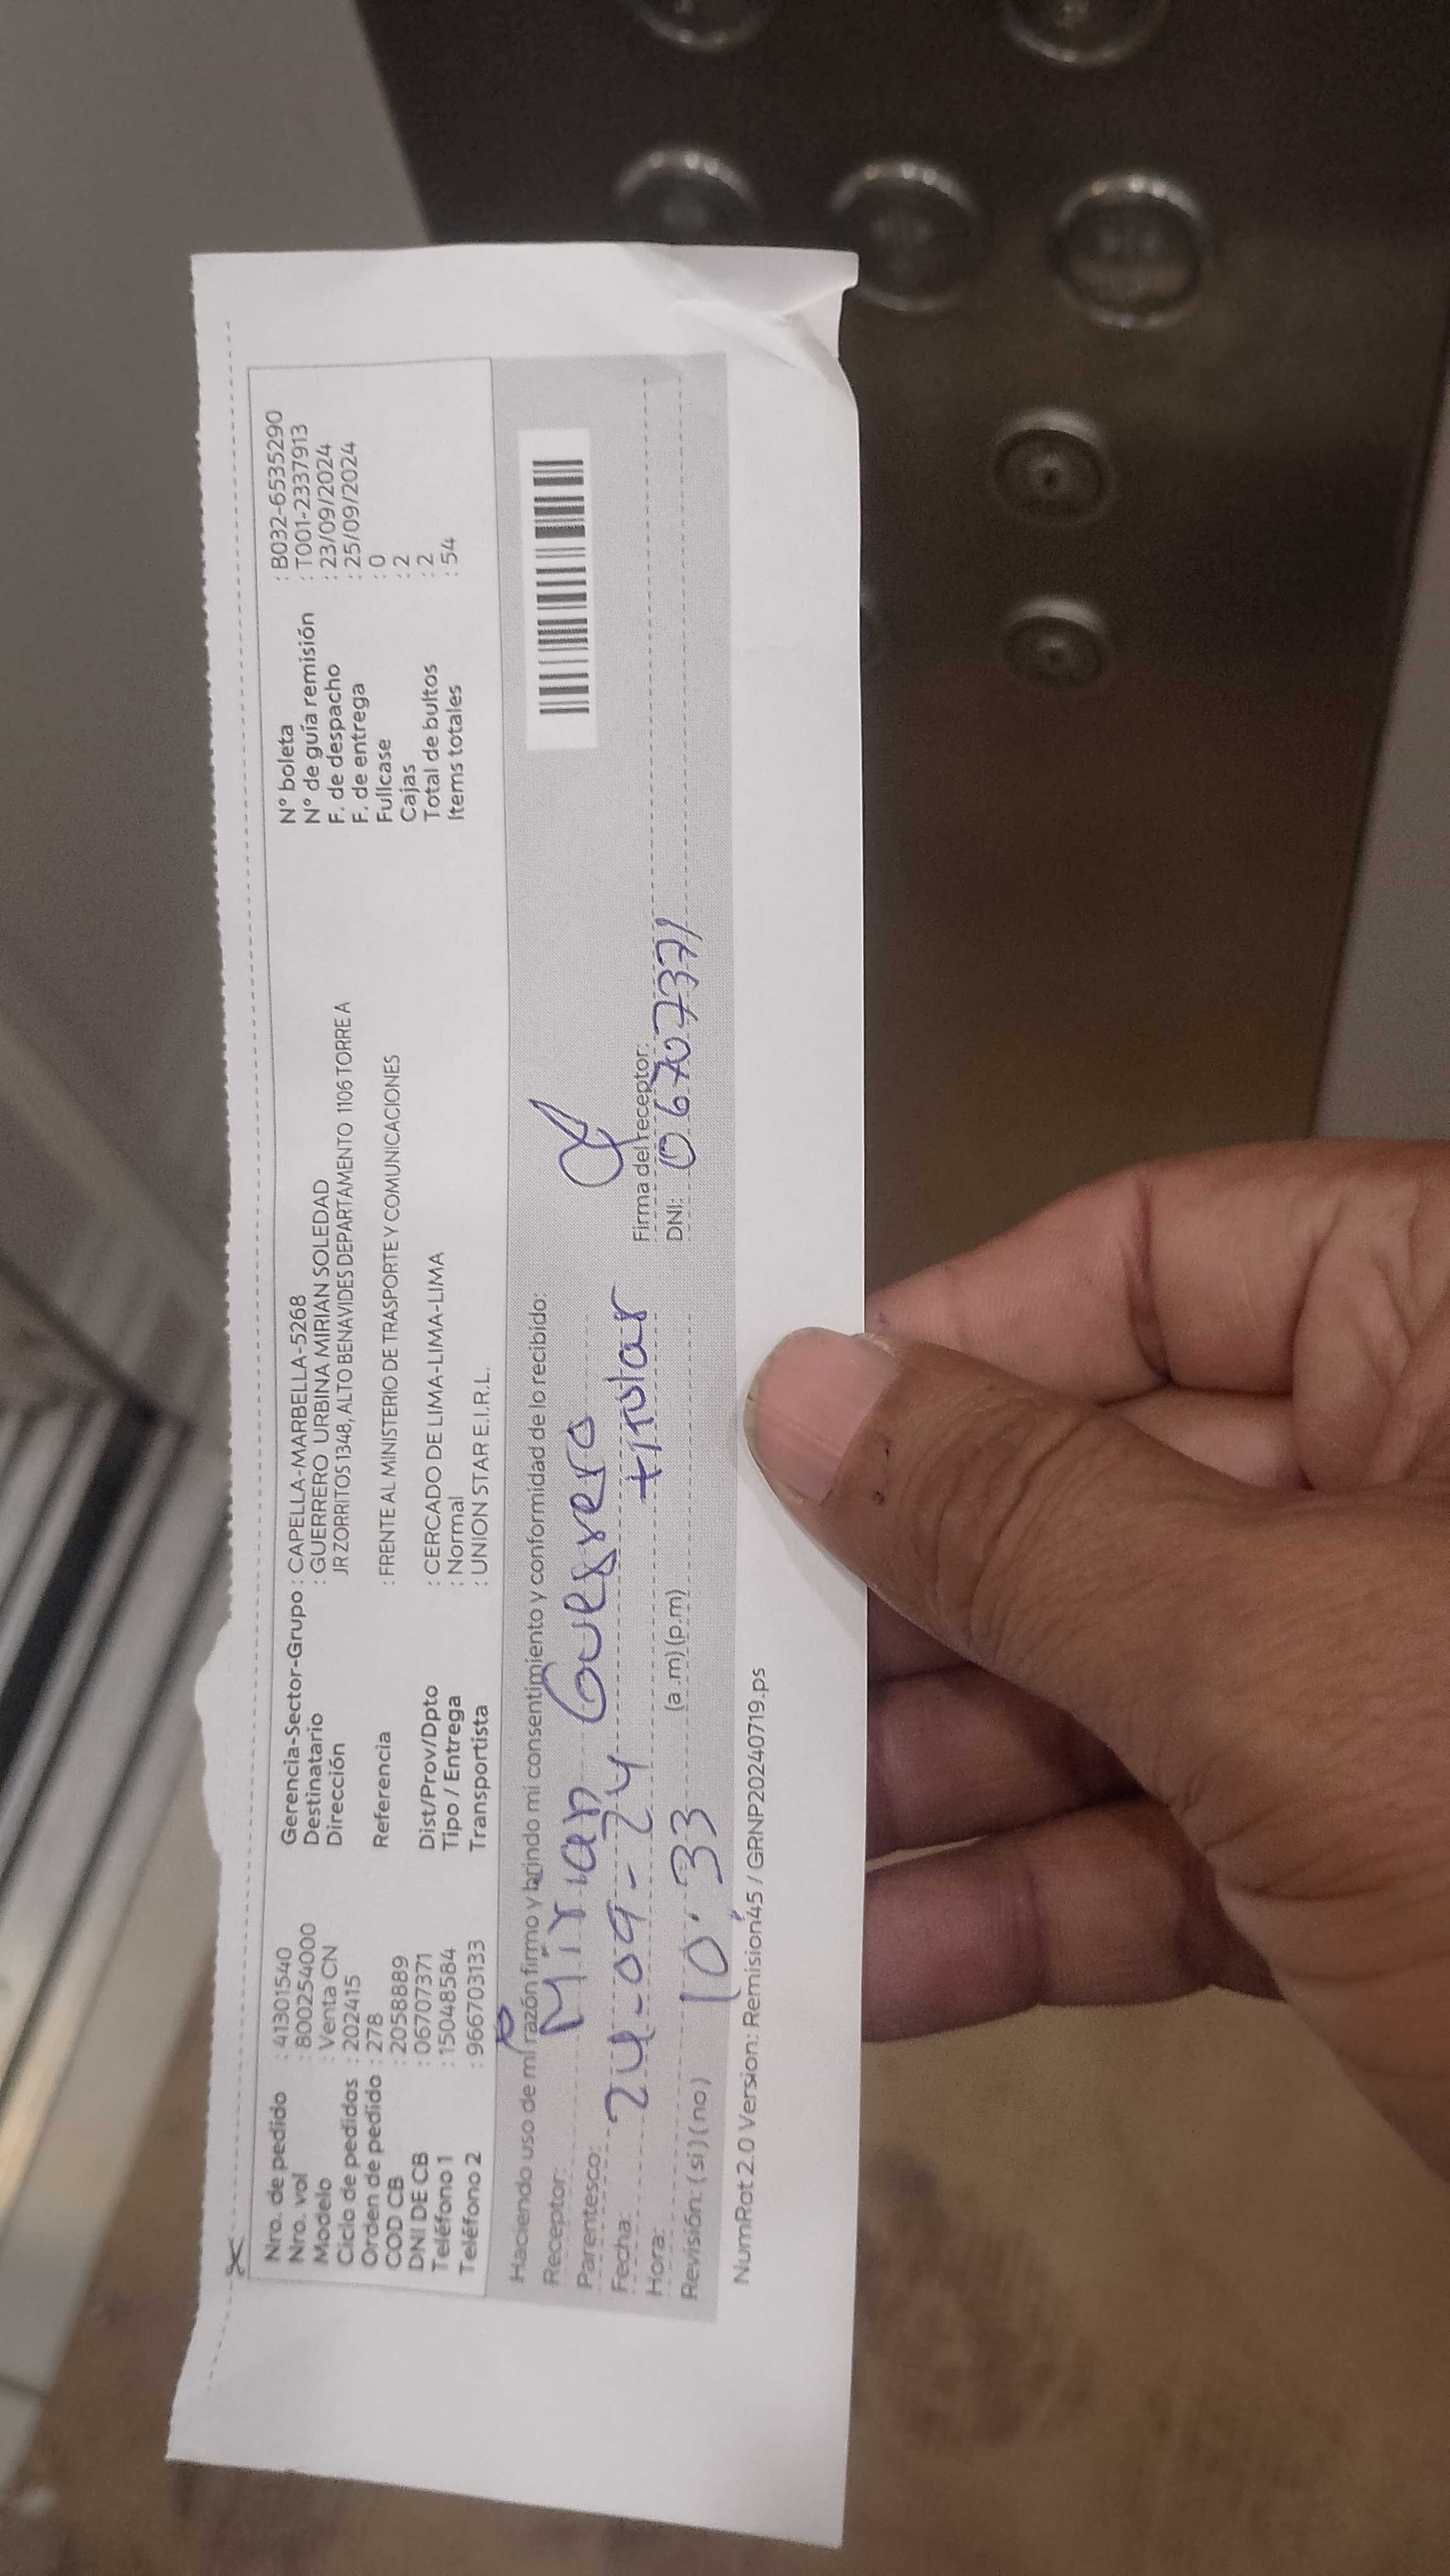 Nro. de pedido : 41301540
Nro. vol : 800254000
Modelo : Venta CN
Ciclo de pedidos : 202415
Orden de pedido : 278
COD CB : 2058889
DNI DE CB : 06707371
Teléfono 1 : 15048584
Teléfono 2 : 966703133
Gerencia-Sector-Grupo : CAPELLA-MARBELLA-5268
Destinatario : GUERRERO URBINA MIRIAN SOLEDAD
Dirección JR ZORRITOS 1348, ALTO BENAVIDES DEPARTAMENTO 1106 TORRE A
Referencia : FRENTE AL MINISTERIO DE TRASPORTE Y COMUNICACIONES
Dist/Prov/Dpto : CERCADO DE LIMA-LIMA-LIMA
Tipo / Entrega : Normal
Transportista : UNION STAR E.I.R.L.
N° boleta : B032-6535290
N° de guía remisión : T001-2337913
F. de despacho : 23/09/2024
F. de entrega : 25/09/2024
Fullcase : 0
Cajas : 2
Total de bultos : 2
Items totales : 54
Haciendo uso de mi razón firmo y brindo mi consentimiento y conformidad de lo recibido:
Receptor: Mirian Guerrero
Parentesco: titular
Fecha: 24-09-24
Hora: 10:33 (a.m) (p.m)
Revisión: (si) (no)
Firma del receptor:
DNI: 06707371
NumRot 2.0 Version: Remision45 / GRNP20240719.ps